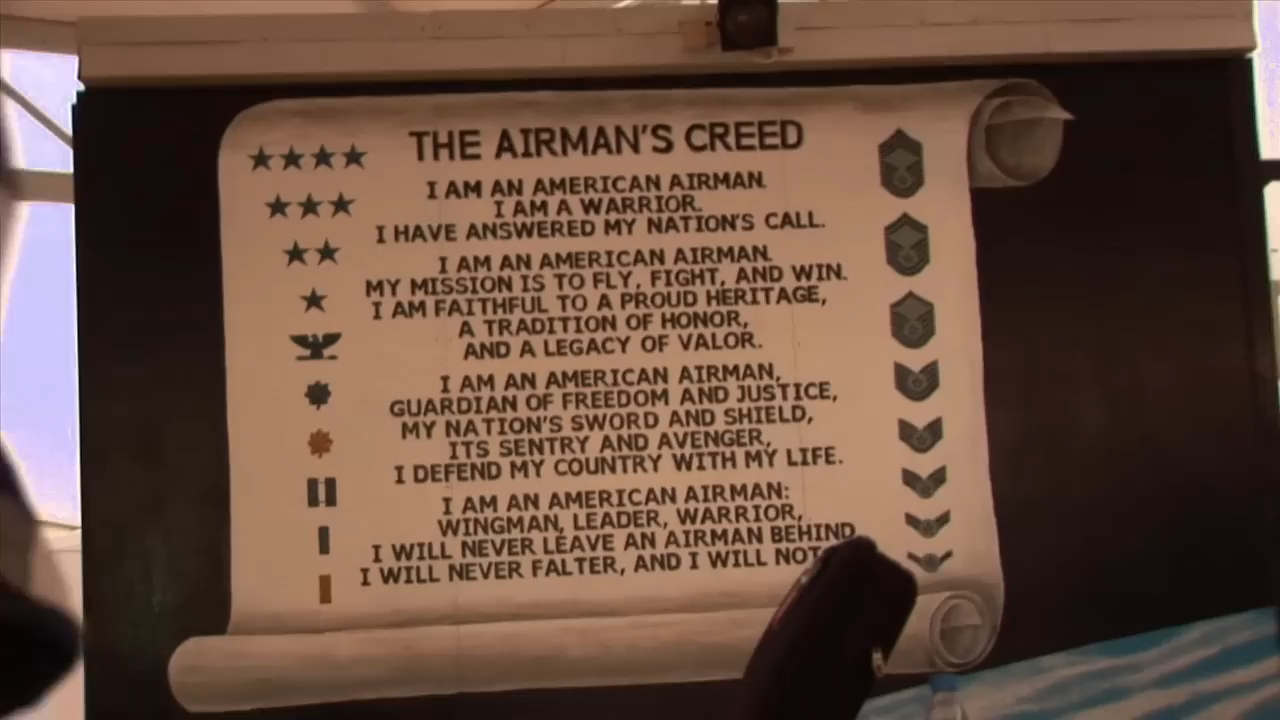 THE AIRMAN'S CREED
I AM AN AMERICAN AIRMAN.
I AM A WARRIOR.
I HAVE ANSWERED MY NATION'S CALL.
I AM AN AMERICAN AIRMAN.
MY MISSION IS TO FLY, FIGHT, AND WIN.
I AM FAITHFUL TO A PROUD HERITAGE,
A TRADITION OF HONOR,
AND A LEGACY OF VALOR.
I AM AN AMERICAN AIRMAN,
GUARDIAN OF FREEDOM AND JUSTICE,
MY NATION'S SWORD AND SHIELD,
ITS SENTRY AND AVENGER,
I DEFEND MY COUNTRY WITH MY LIFE.
I AM AN AMERICAN AIRMAN:
WINGMAN, LEADER, WARRIOR,
I WILL NEVER LEAVE AN AIRMAN BEHIND
I WILL NEVER FALTER, AND I WILL NOT